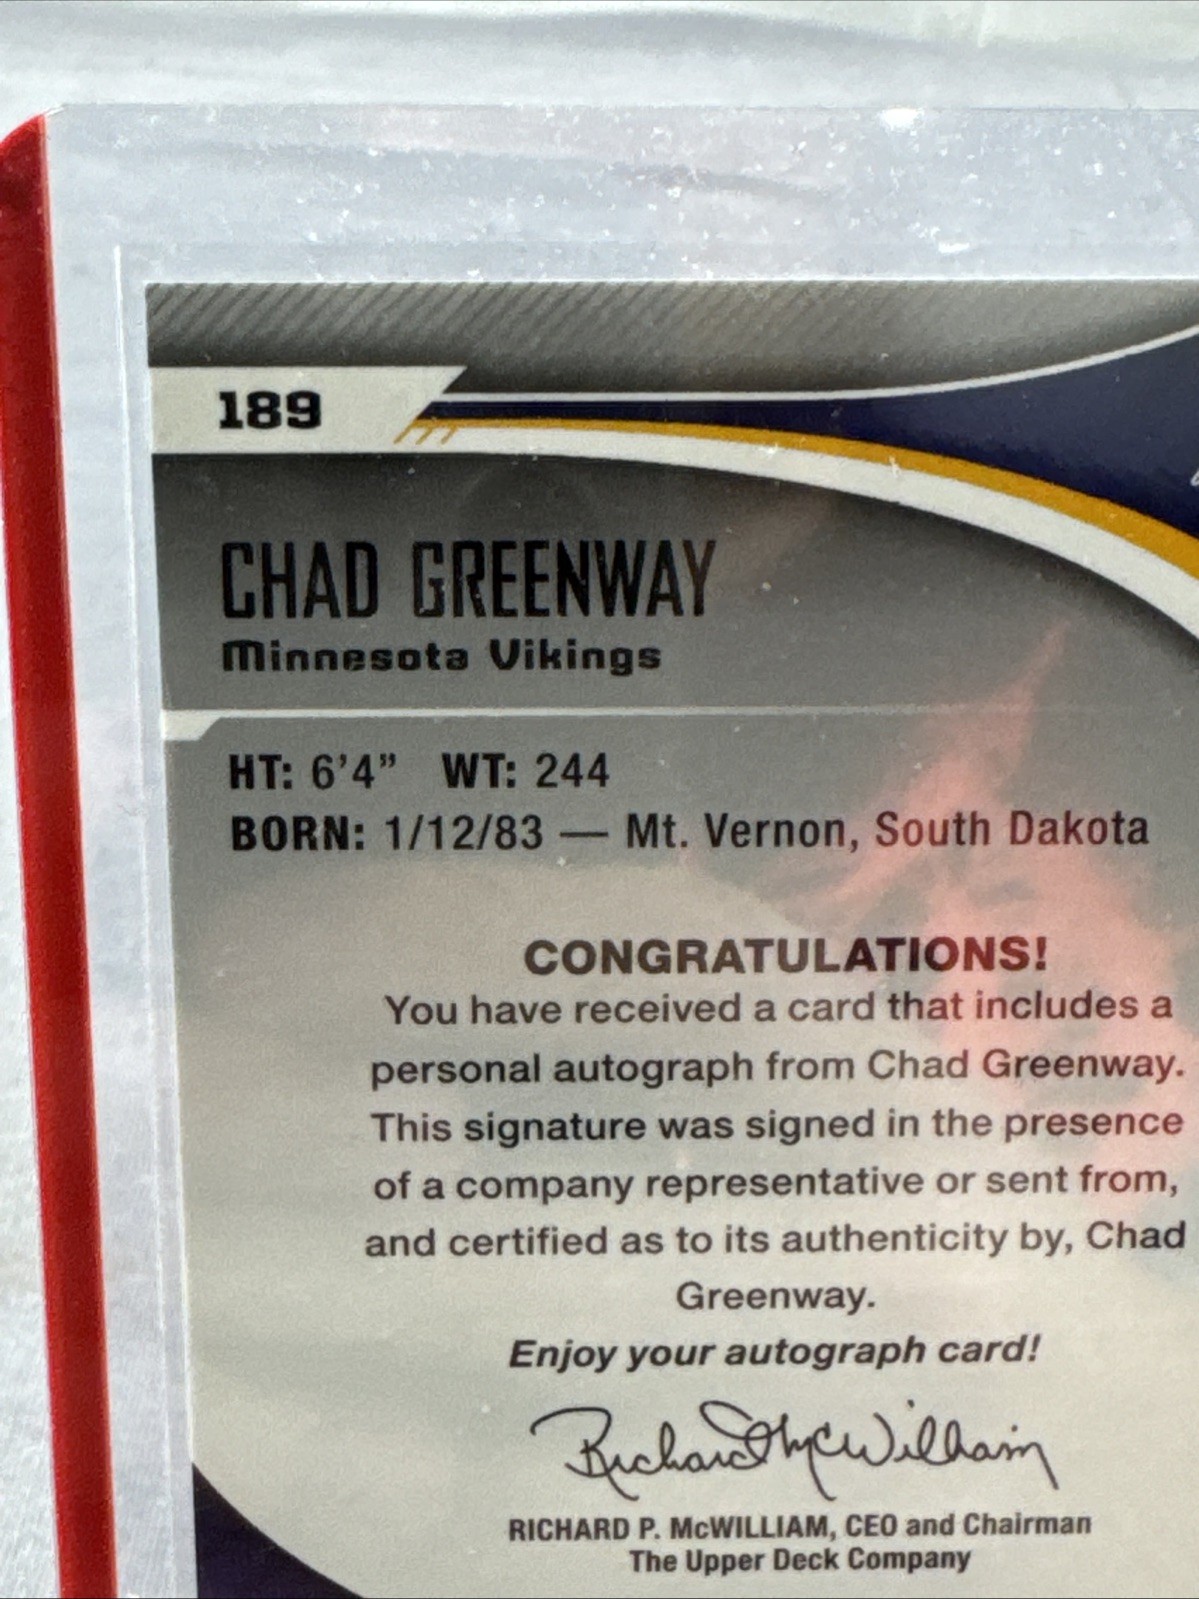 189
CHAD GREENWAY
Minnesota Vikings
HT: 6'4" WT: 244
BORN: 1/12/83 — Mt. Vernon, South Dakota
CONGRATULATIONS!
You have received a card that includes a
personal autograph from Chad Greenway.
This signature was signed in the presence
of a company representative or sent from,
and certified as to its authenticity by, Chad
Greenway.
Enjoy your autograph card!
Richard P. McWilliam
RICHARD P. McWILLIAM, CEO and Chairman
The Upper Deck Company